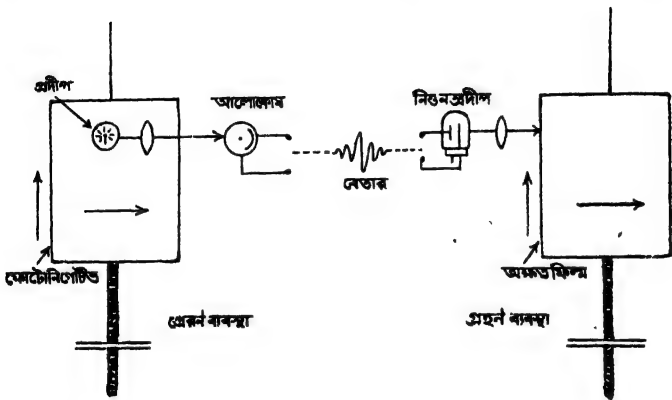 প্রদীপ
আলোকোষ
নিওনপ্রদীপ
বেতার
ফোটোনিগেটিভ
অক্ষতফিল্ম
প্রেরণ ব্যবস্থা
গ্রহণ ব্যবস্থা